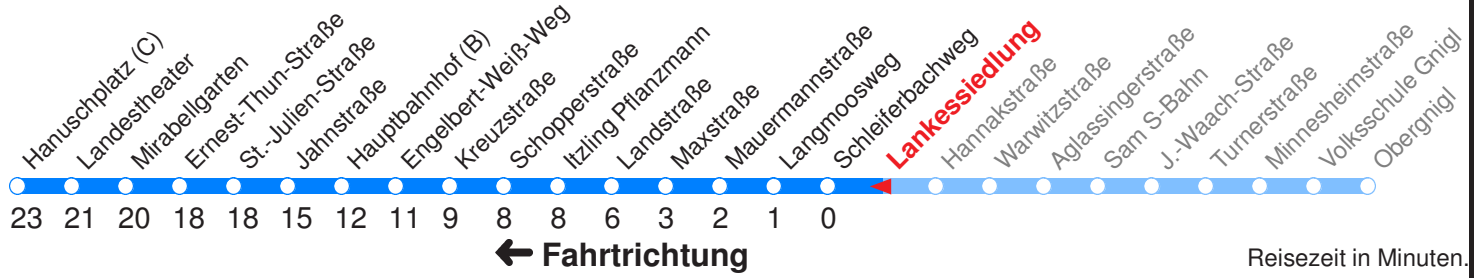 Hanuschplatz (C)
Landestheater
Mirabellgarten
Ernest-Thun-Straße
St.-Julien-Straße
Jahnstraße
Hauptbahnhof (B)
Engelbert-Weiß-Weg
Kreuzstraße
Schopperstraße
Itzling Pflanzmann
Landstraße
Maxstraße
Mauermannstraße
Langmoosweg
Schleiferbachweg
Lankessiedlung
Hannakstraße
Warwitzstraße
Aglassingerstraße
Sam S-Bahn
J.-Waach-Straße
Turnerstraße
Minnesheimstraße
Volksschule Gnigl
Obergnigl
23 21 20 18 18 15 12 11 9 8 8 6 3 2 1 0
← Fahrtrichtung
Reisezeit in Minuten.